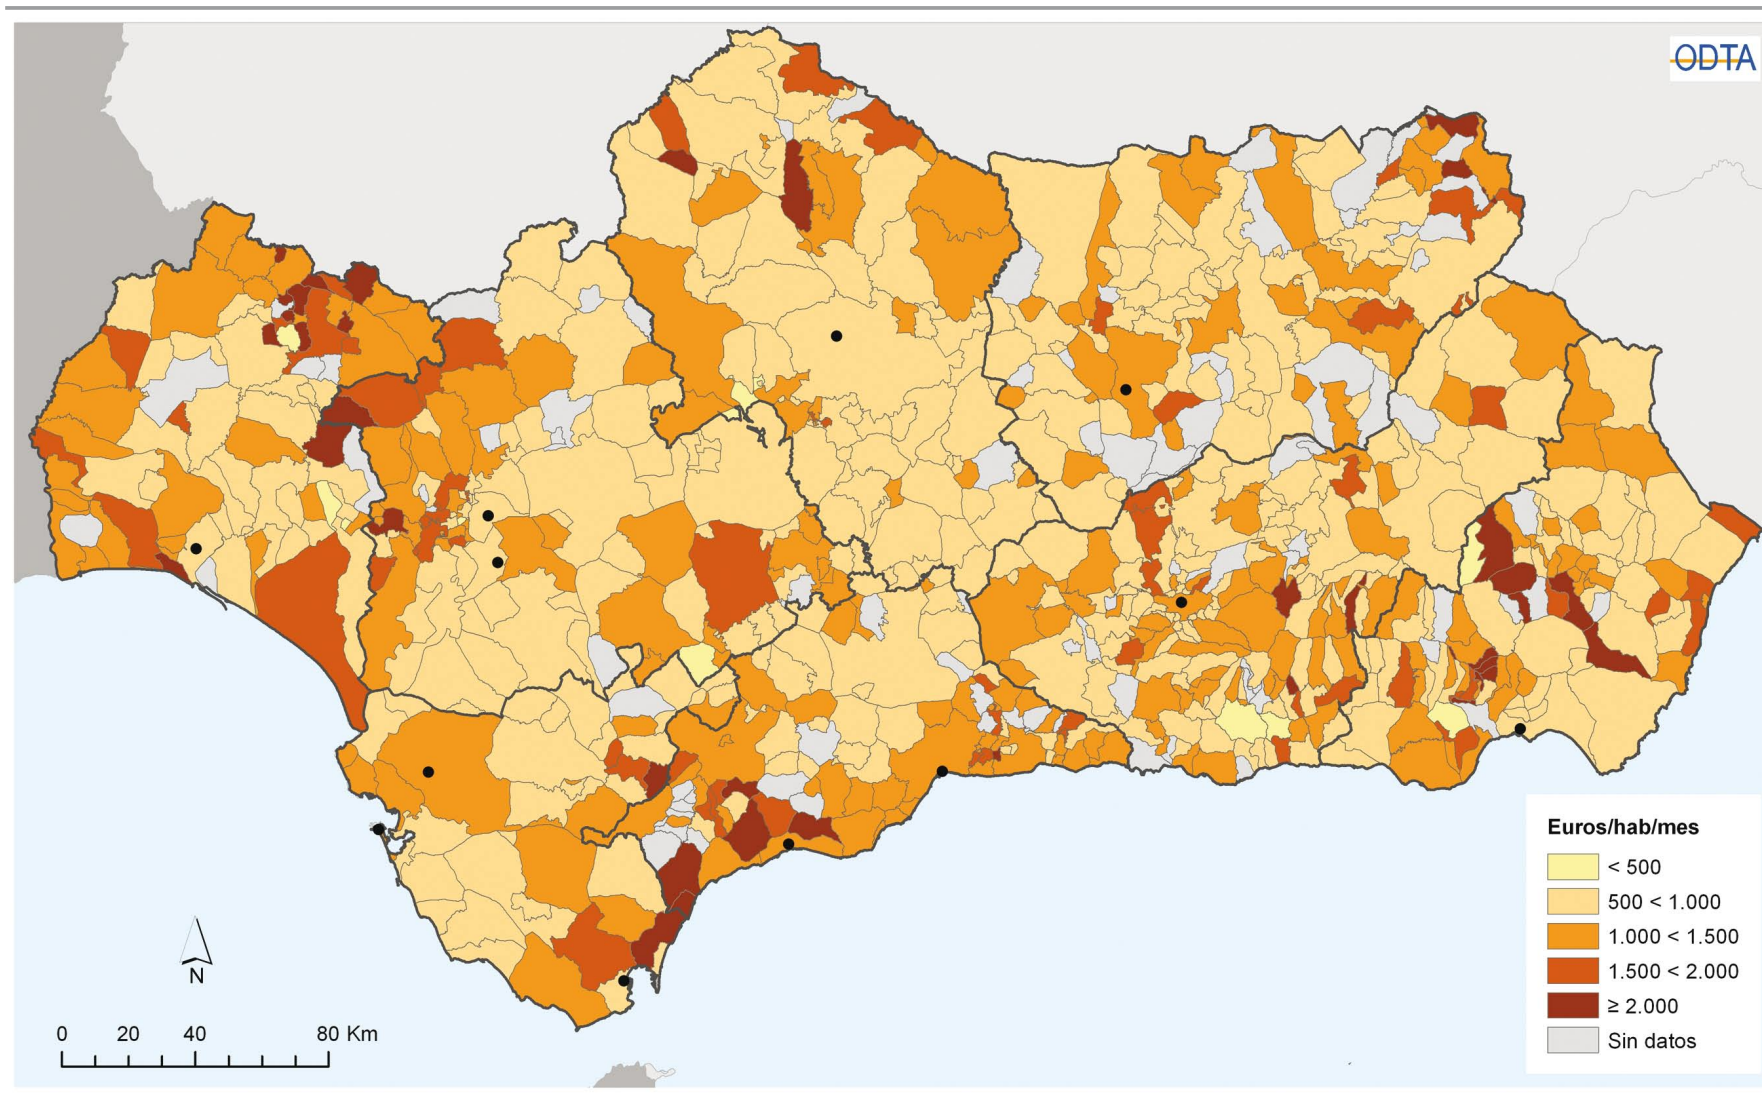 ODTA
Euros/hab/mes
< 500
500 < 1.000
1.000 < 1.500
1.500 < 2.000
≥ 2.000
Sin datos
N
0 20 40 80 Km